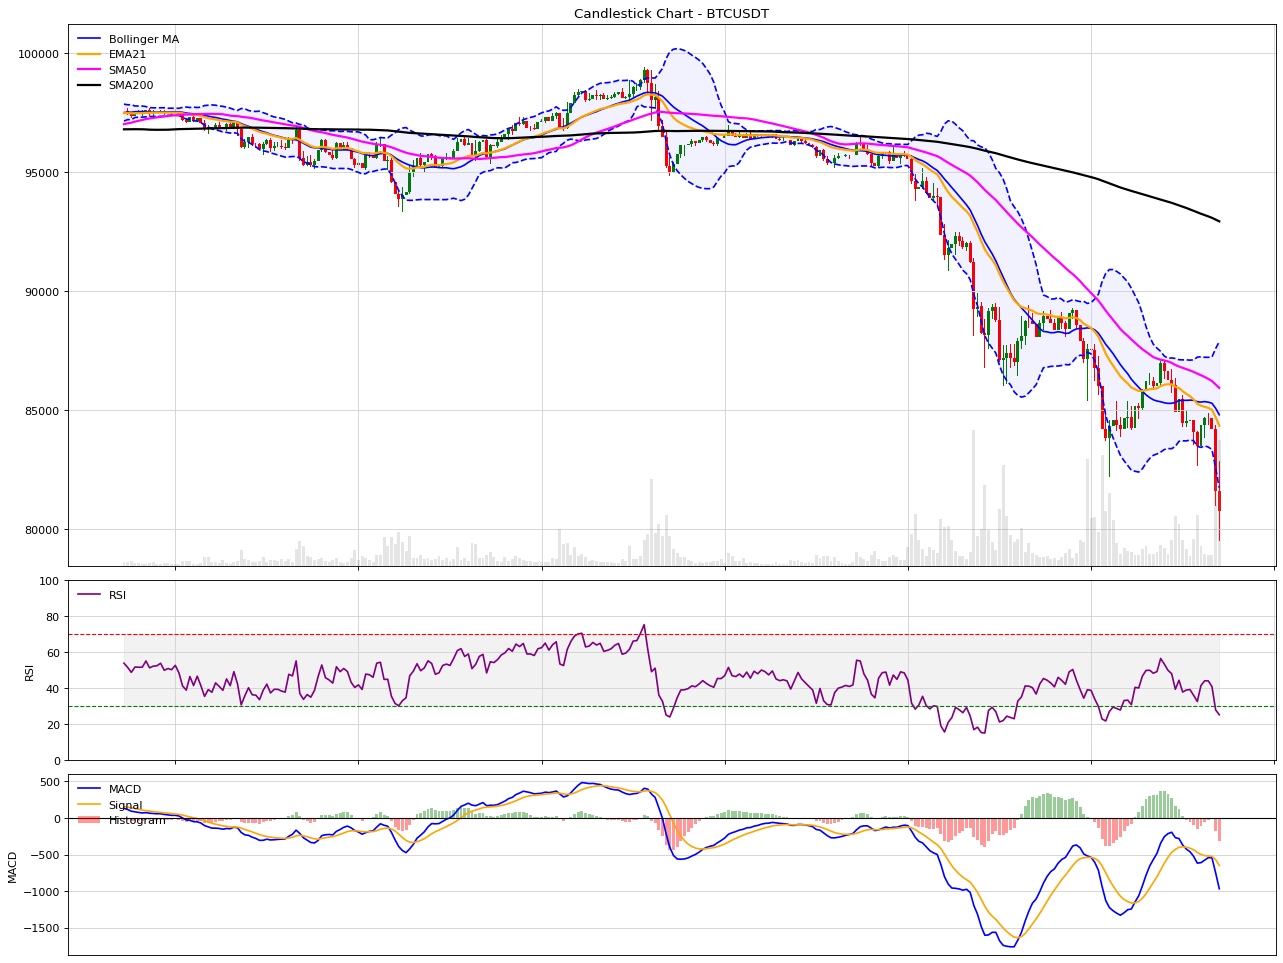 Candlestick Chart - BTCUSDT
Bollinger MA
EMA21
SMA50
SMA200
100000
95000
90000
85000
80000
RSI
100
80
60
40
20
0
RSI
MACD
Signal
Histogram
500
0
−500
−1000
−1500
MACD